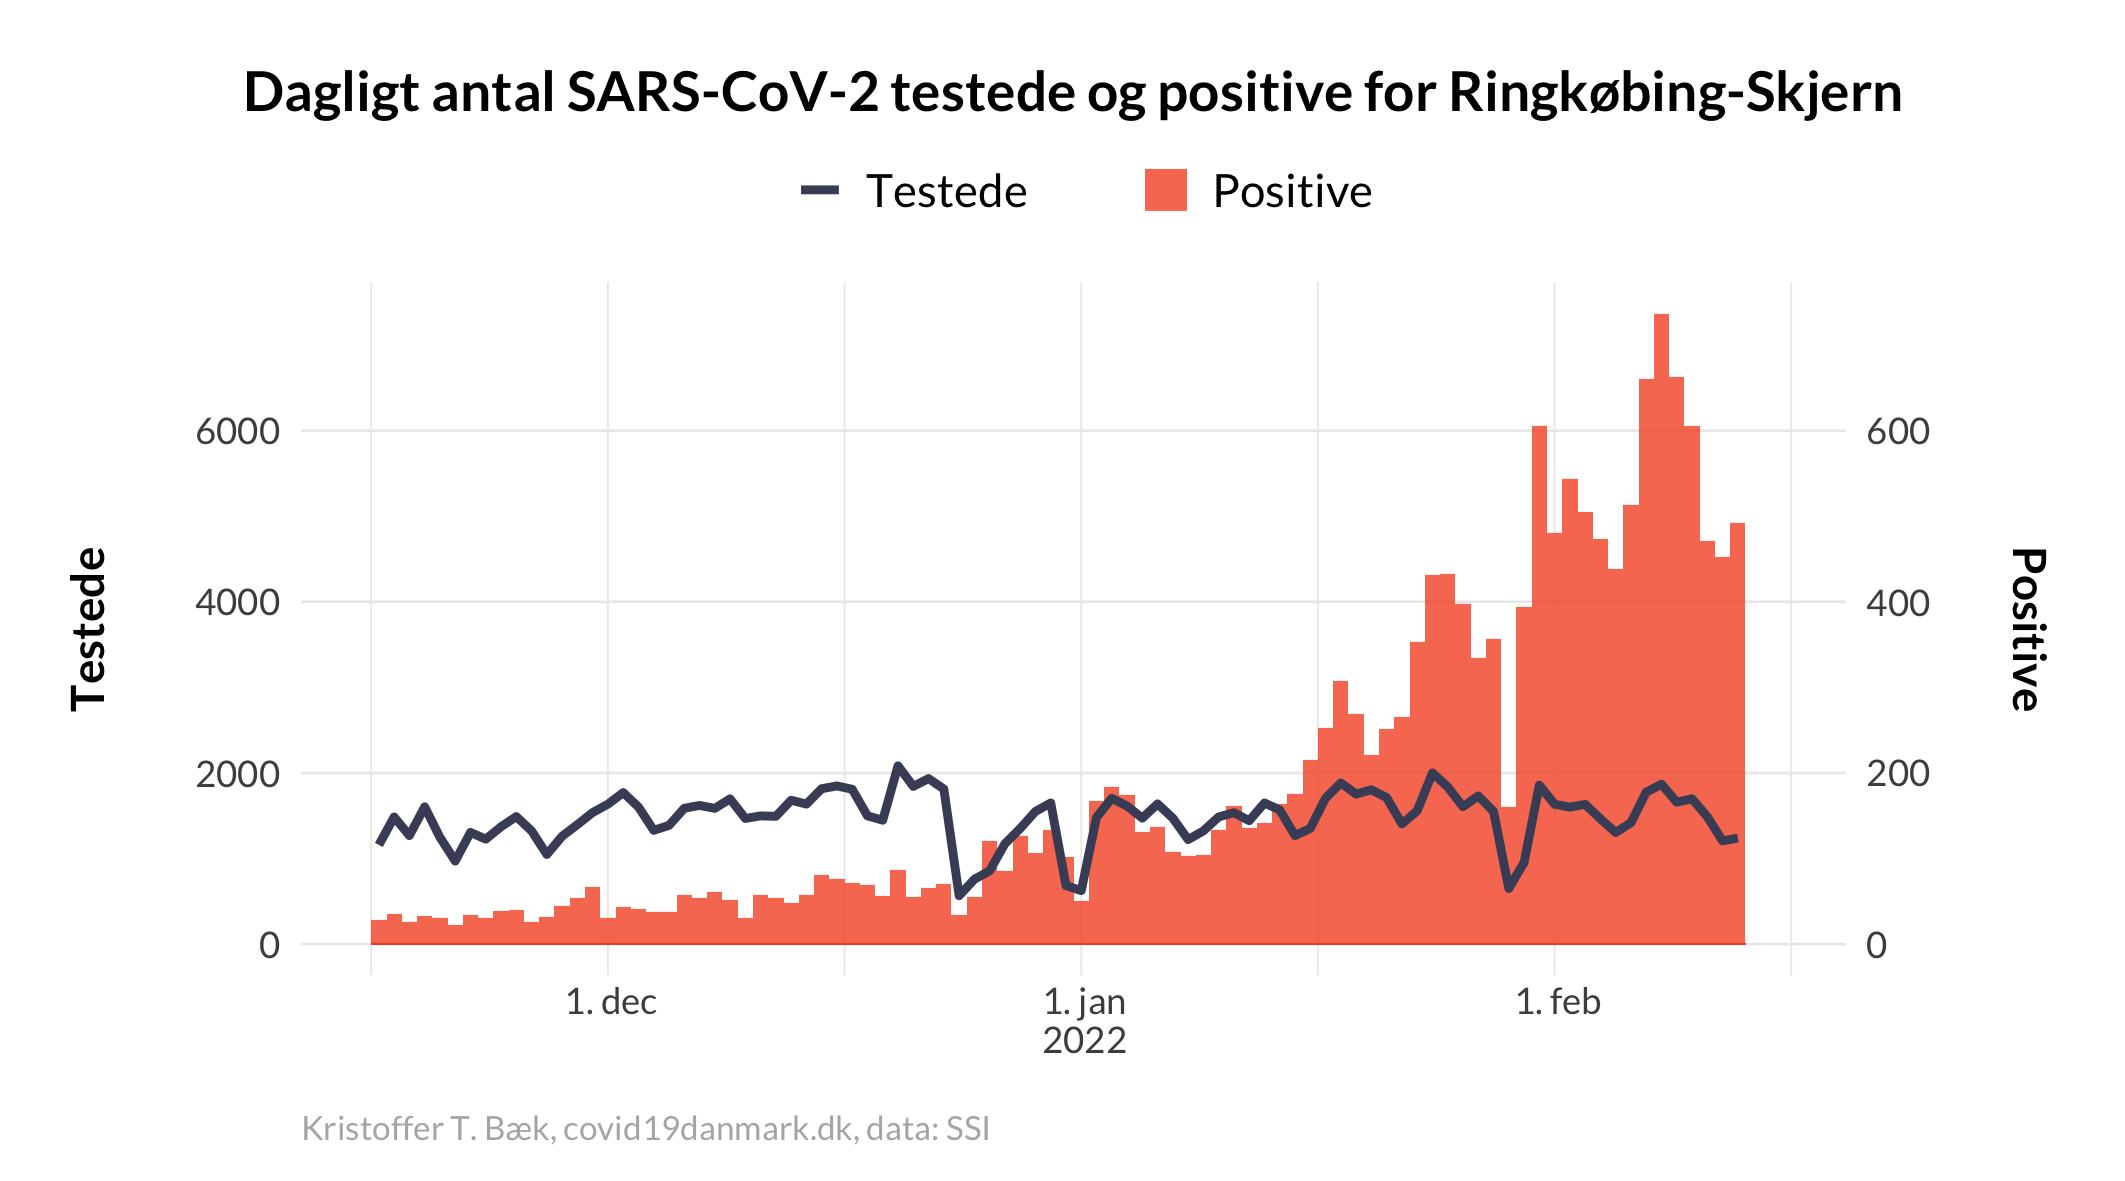 Dagligt antal SARS-CoV-2 testede og positive for Ringkøbing-Skjern
Testede Positive
6000 600
4000 400
2000 200
0 0
Testede
Positive
1. dec 1. jan 1. feb
2022
Kristoffer T. Bæk, covid19danmark.dk, data: SSI